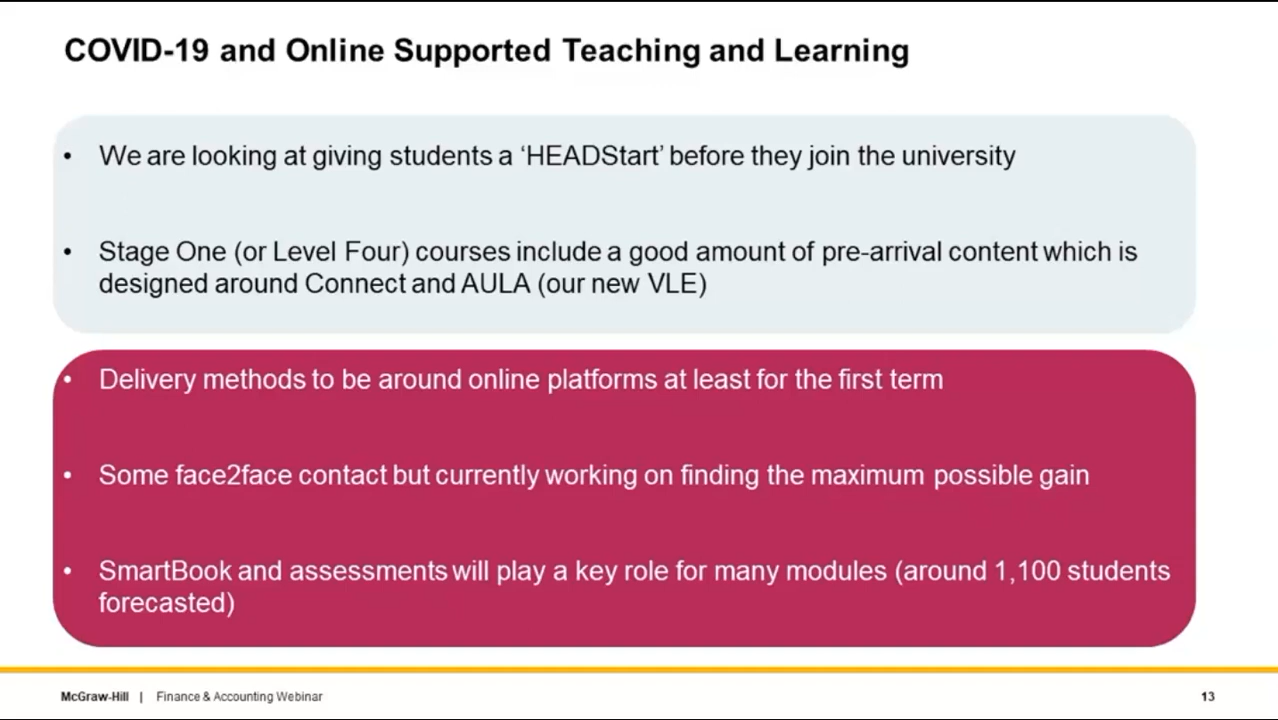 COVID-19 and Online Supported Teaching and Learning
• We are looking at giving students a ‘HEADStart’ before they join the university
• Stage One (or Level Four) courses include a good amount of pre-arrival content which is
designed around Connect and AULA (our new VLE)
• Delivery methods to be around online platforms at least for the first term
• Some face2face contact but currently working on finding the maximum possible gain
• SmartBook and assessments will play a key role for many modules (around 1,100 students
forecasted)
McGraw-Hill | Finance & Accounting Webinar
13